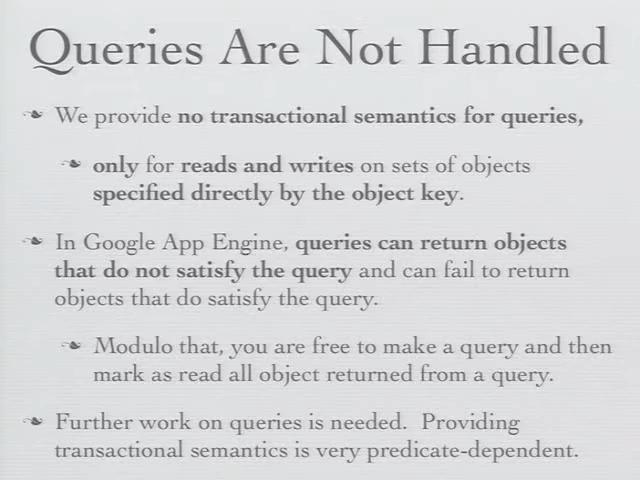 Queries Are Not Handled
We provide no transactional semantics for queries,
only for reads and writes on sets of objects
specified directly by the object key.
In Google App Engine, queries can return objects
that do not satisfy the query and can fail to return
objects that do satisfy the query.
Modulo that, you are free to make a query and then
mark as read all object returned from a query.
Further work on queries is needed. Providing
transactional semantics is very predicate-dependent.